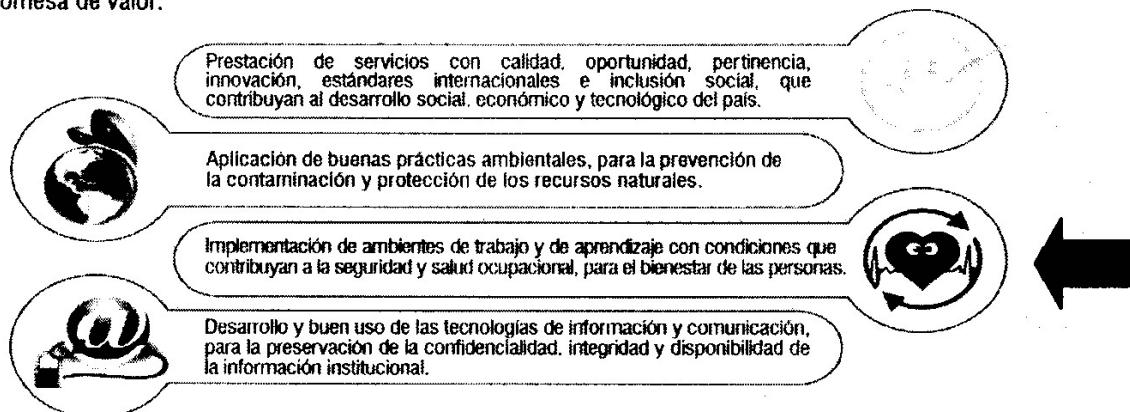 de valor.
Prestación de servicios con calidad, oportunidad, pertinencia,
innovación, estándares internacionales e inclusión social, que
contribuyan al desarrollo social, económico y tecnológico del país.
Aplicación de buenas prácticas ambientales, para la prevención de
la contaminación y protección de los recursos naturales.
Implementación de ambientes de trabajo y de aprendizaje con condiciones que
contribuyan a la seguridad y salud ocupacional, para el bienestar de las personas.
@
Desarrollo y buen uso de las tecnologías de información y comunicación,
para la preservación de la confidencialidad, integridad y disponibilidad de
la información institucional.